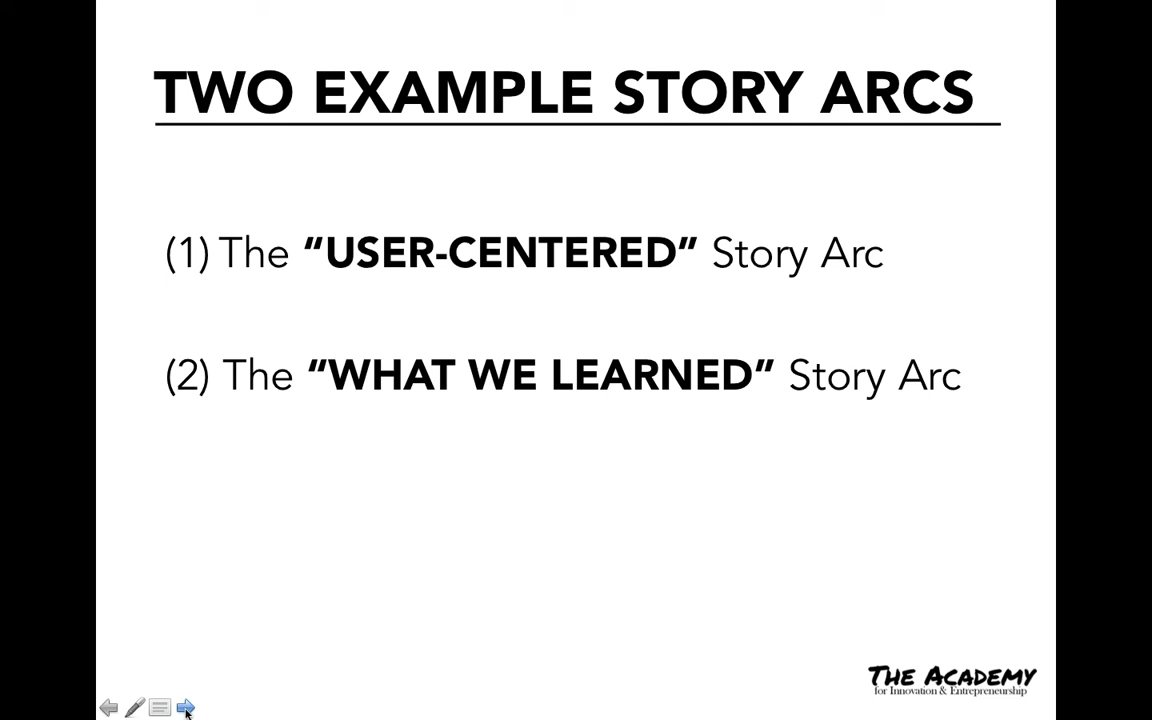 TWO EXAMPLE STORY ARCS
(1) The “USER-CENTERED” Story Arc
(2) The “WHAT WE LEARNED” Story Arc
The Academy
for Innovation & Entrepreneurship